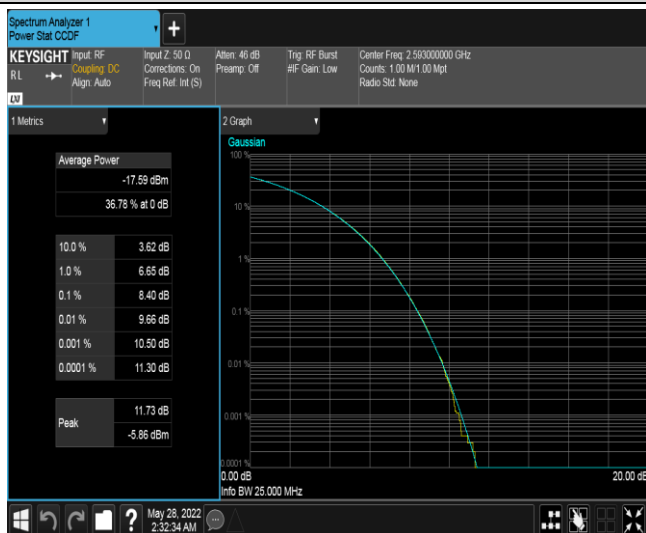 Spectrum Analyzer 1
Power Stat CCDF
+
KEYSIGHT
RL
LXI
Input: RF
Coupling: DC
Align: Auto
Input Z: 50 Ω
Corrections: On
Freq Ref: Int (S)
Atten: 46 dB
Preamp: Off
Trig: RF Burst
#IF Gain: Low
Center Freq: 2.593000000 GHz
Counts: 1.00 M/1.00 Mpt
Radio Std: None
1 Metrics
Average Power
-17.59 dBm
36.78 % at 0 dB
10.0 % 3.62 dB
1.0 % 6.65 dB
0.1 % 8.40 dB
0.01 % 9.66 dB
0.001 % 10.50 dB
0.0001 % 11.30 dB
Peak
11.73 dB
-5.86 dBm
2 Graph
Gaussian
100 %
10 %
1 %
0.1 %
0.01 %
0.001 %
0.0001 %
0.00 dB
20.00 dB
Info BW 25.000 MHz
?
May 28, 2022
2:32:34 AM